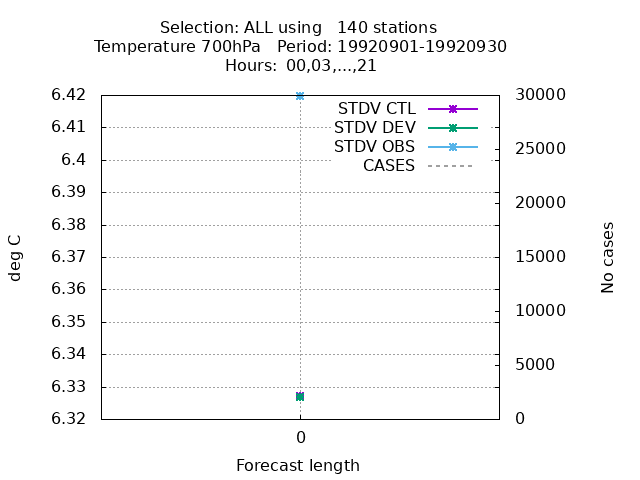 Selection: ALL using   140 stations
Temperature 700hPa   Period: 19920901-19920930
Hours:  00,03,...,21
6.42
6.41
6.4
6.39
6.38
6.37
6.36
6.35
6.34
6.33
6.32
deg C
STDV CTL
STDV DEV
STDV OBS
CASES
30000
25000
20000
15000
10000
5000
0
No cases
0
Forecast length